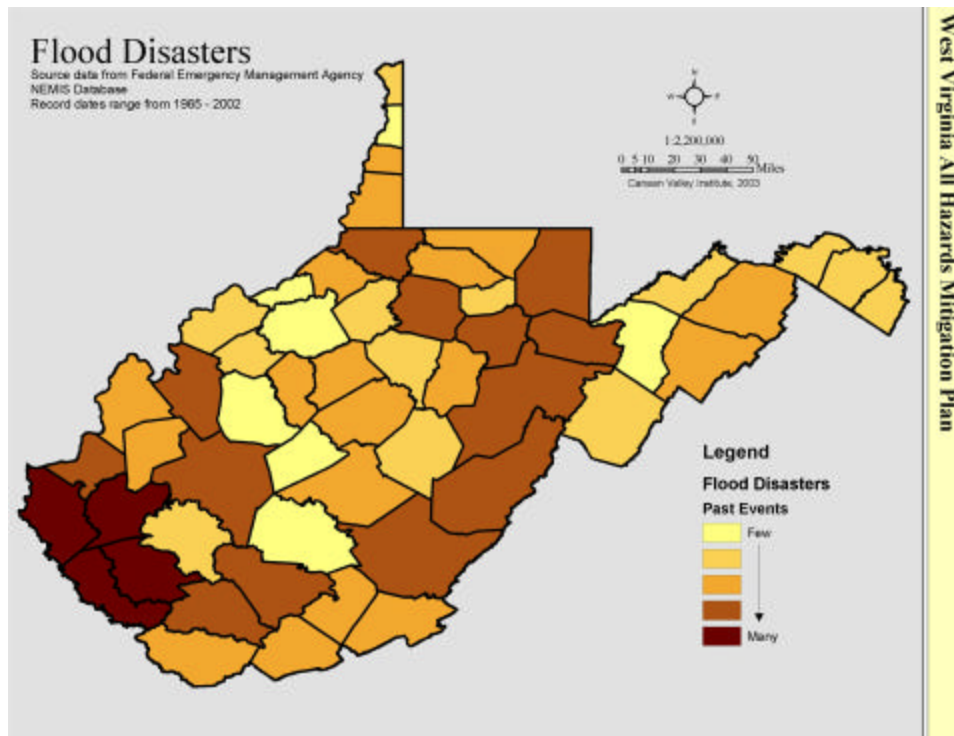 Flood Disasters
Source data from Federal Emergency Management Agency
NEMIS Database
Record dates range from 1965 - 2002
N
W
E
S
1:2,200,000
0 5 10 20 30 40 50
Miles
Canaan Valley Institute, 2003
Legend
Flood Disasters
Past Events
Few
Many
West Virginia All Hazards Mitigation Plan